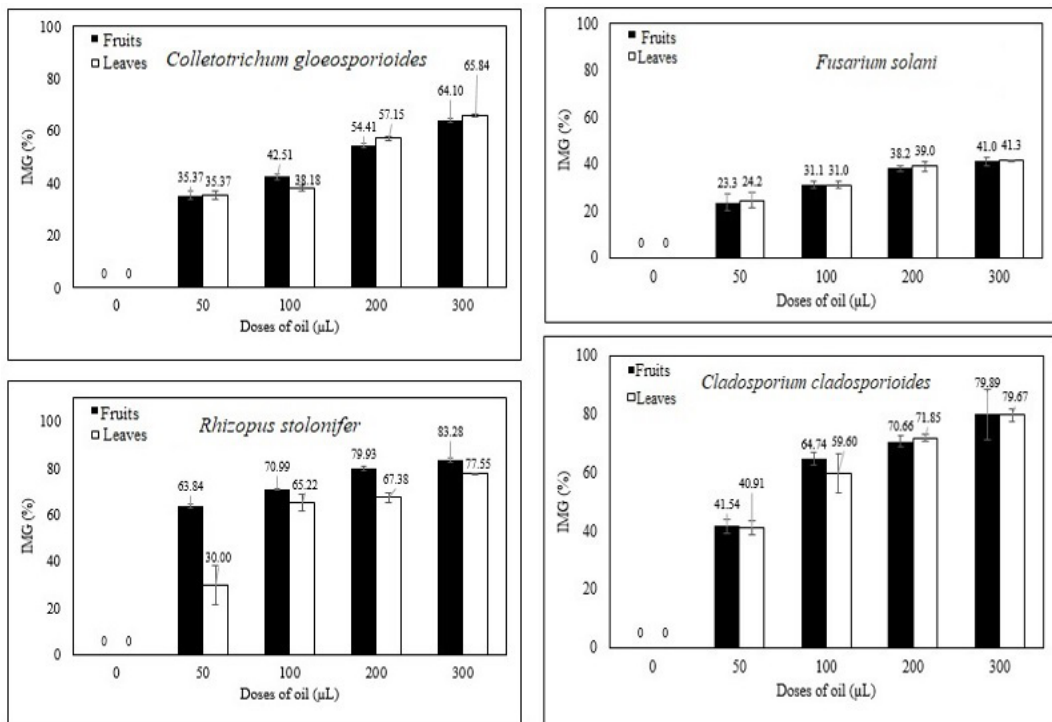 100
Fruits
Leaves
Colletotrichum gloeosporioides
80
65.84
64.10
57.15
54.41
60
IMG (%)
42.51
38.18
35.37 35.37
40
20
0 0
0
0 50 100 200 300
Doses of oil (µL)
100
Fruits
Leaves
Fusarium solani
80
60
IMG (%)
41.0 41.3
38.2 39.0
40
31.1 31.0
23.3 24.2
20
0 0
0
0 50 100 200 300
Doses of oil (µL)
100
Fruits
Leaves
Rhizopus stolonifer
83.28
79.93
77.55
80
70.99
65.22
67.38
63.84
60
IMG (%)
40
30.00
20
0 0
0
0 50 100 200 300
Doses of oil (µL)
100
Fruits
Leaves
Cladosporium cladosporioides
79.89
79.67
80
70.66 71.85
64.74 59.60
60
IMG (%)
41.54 40.91
40
20
0 0
0
0 50 100 200 300
Doses of oil (µL)